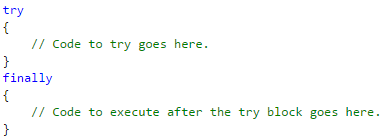 try
{
    // Code to try goes here.
}
finally
{
    // Code to execute after the try block goes here.
}